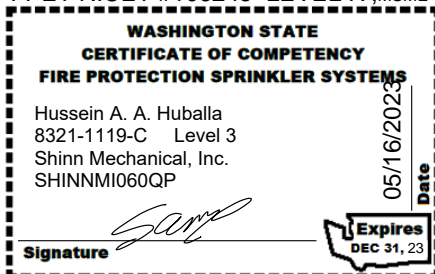 WASHINGTON STATE
CERTIFICATE OF COMPETENCY
FIRE PROTECTION SPRINKLER SYSTEMS
Hussein A. A. Huballa
8321-1119-C Level 3
Shinn Mechanical, Inc.
SHINNMI060QP
05/16/2023
Date
Signature
Expires
DEC 31, 23